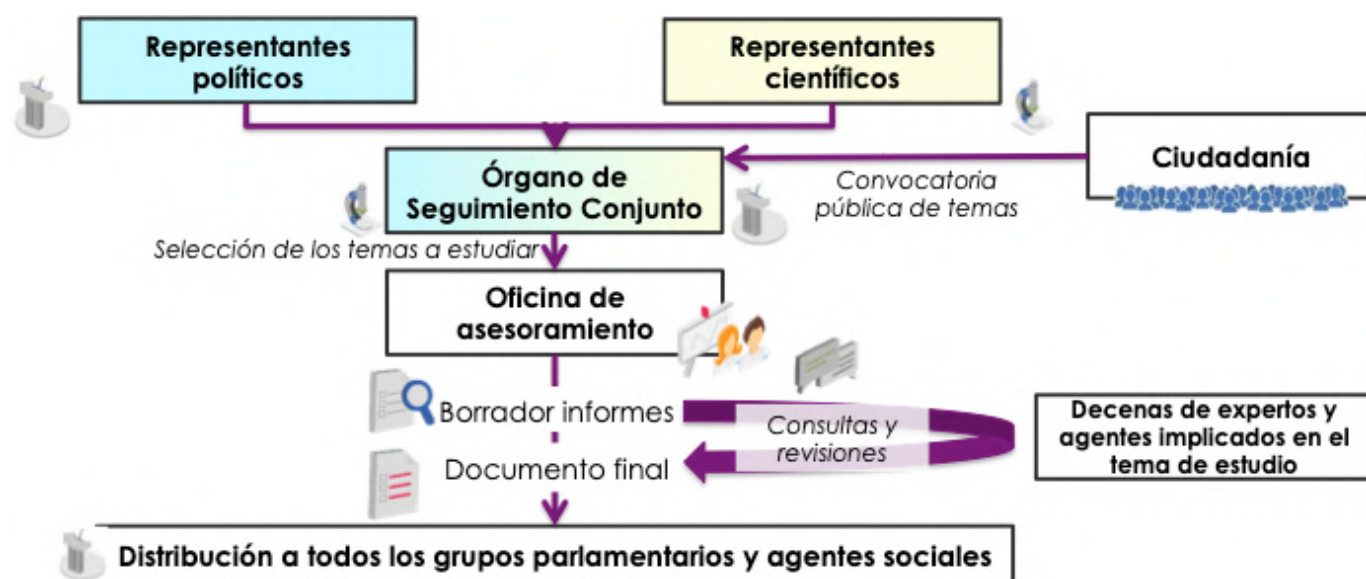 Representantes
políticos
Representantes
científicos
Ciudadanía
Órgano de
Seguimiento Conjunto
Convocatoria
pública de temas
Selección de los temas a estudiar
Oficina de
asesoramiento
Borrador informes
Consultas y
revisiones
Decenas de expertos y
agentes implicados en el
tema de estudio
Documento final
Distribución a todos los grupos parlamentarios y agentes sociales